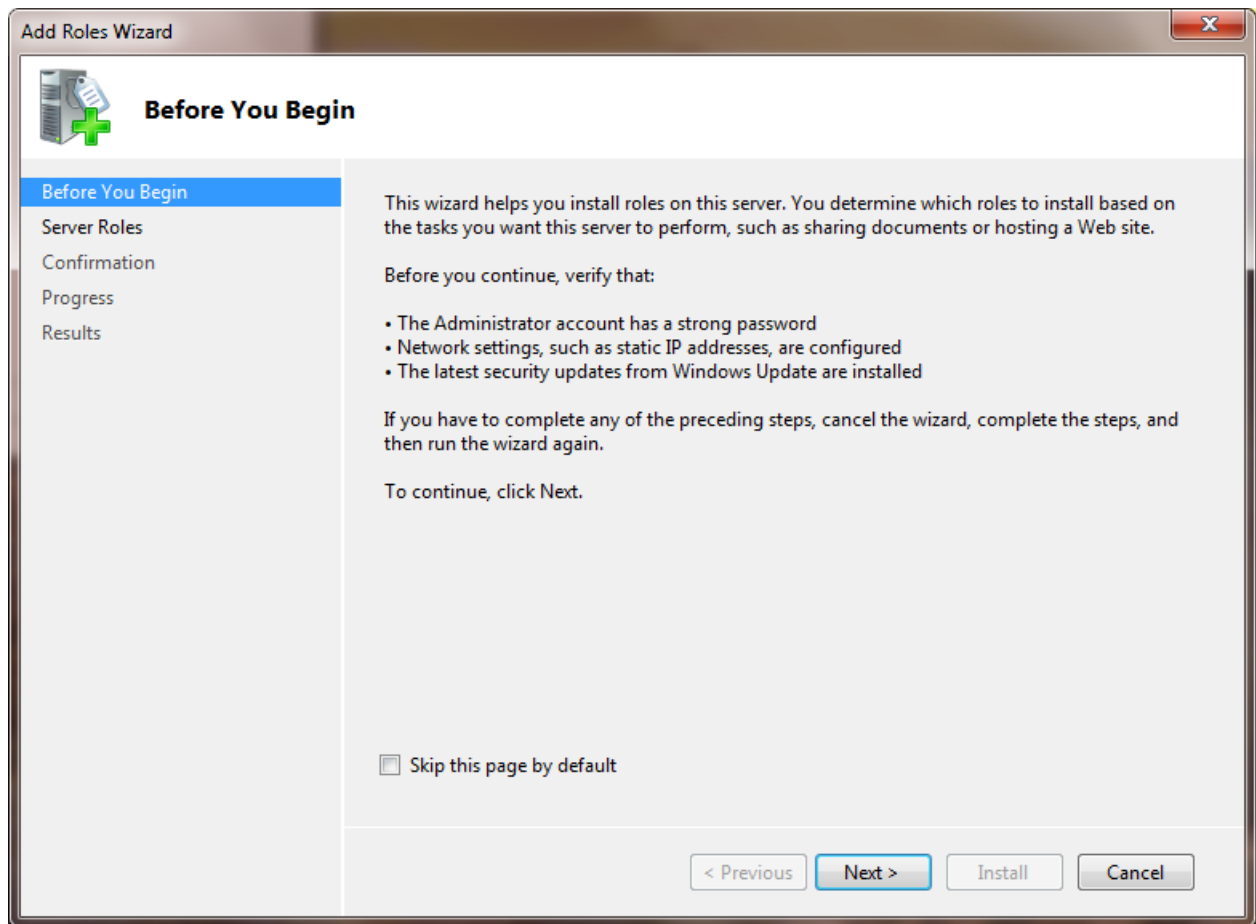 Add Roles Wizard
Before You Begin
Before You Begin
Server Roles
Confirmation
Progress
Results
This wizard helps you install roles on this server. You determine which roles to install based on
the tasks you want this server to perform, such as sharing documents or hosting a Web site.
Before you continue, verify that:
• The Administrator account has a strong password
• Network settings, such as static IP addresses, are configured
• The latest security updates from Windows Update are installed
If you have to complete any of the preceding steps, cancel the wizard, complete the steps, and
then run the wizard again.
To continue, click Next.
Skip this page by default
< Previous
Next >
Install
Cancel